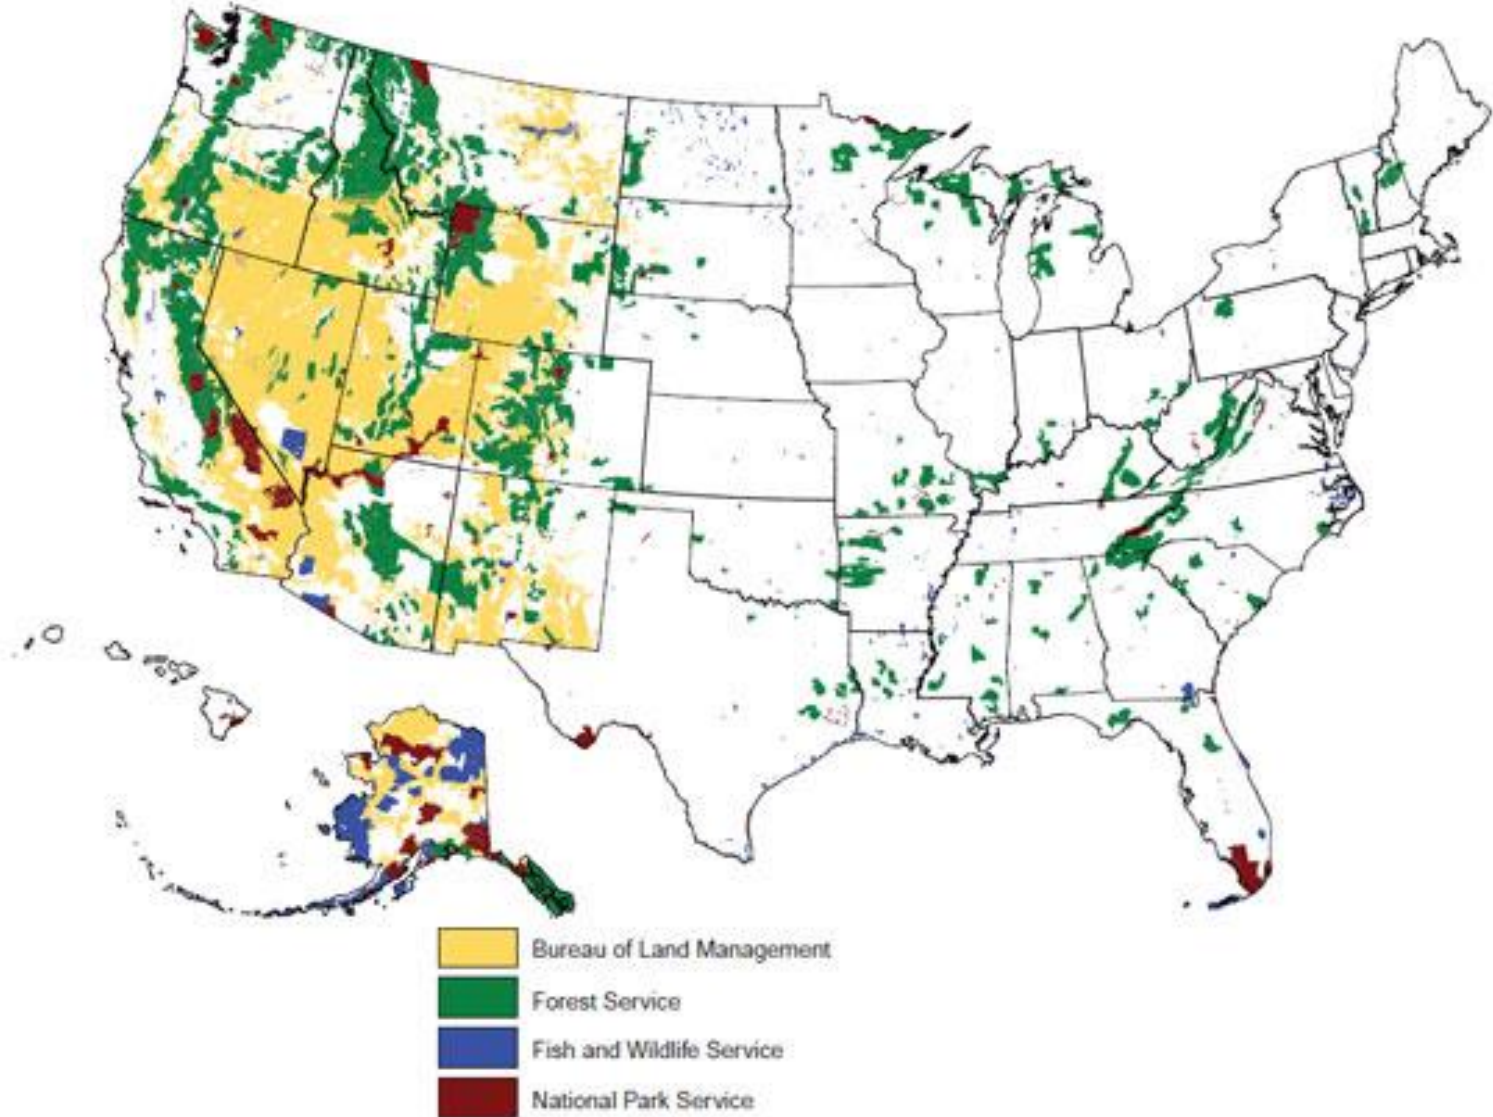 Bureau of Land Management
Forest Service
Fish and Wildlife Service
National Park Service